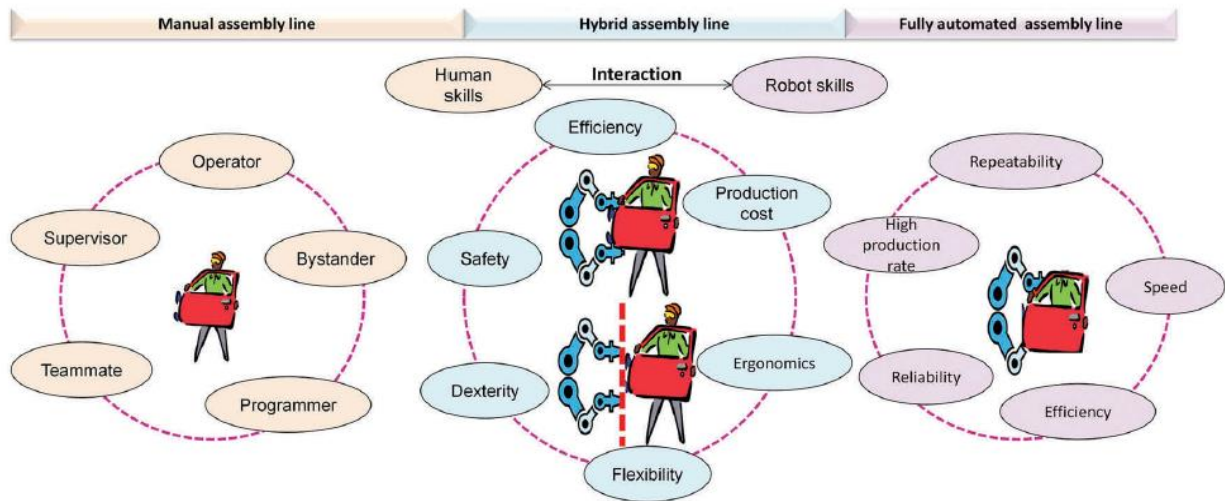 Manual assembly line
Hybrid assembly line
Fully automated assembly line
Human
skills
Interaction
Robot skills
Operator
Supervisor
Bystander
Teammate
Programmer
Efficiency
Production
cost
Safety
Ergonomics
Dexterity
Flexibility
Repeatability
High
production
rate
Speed
Reliability
Efficiency